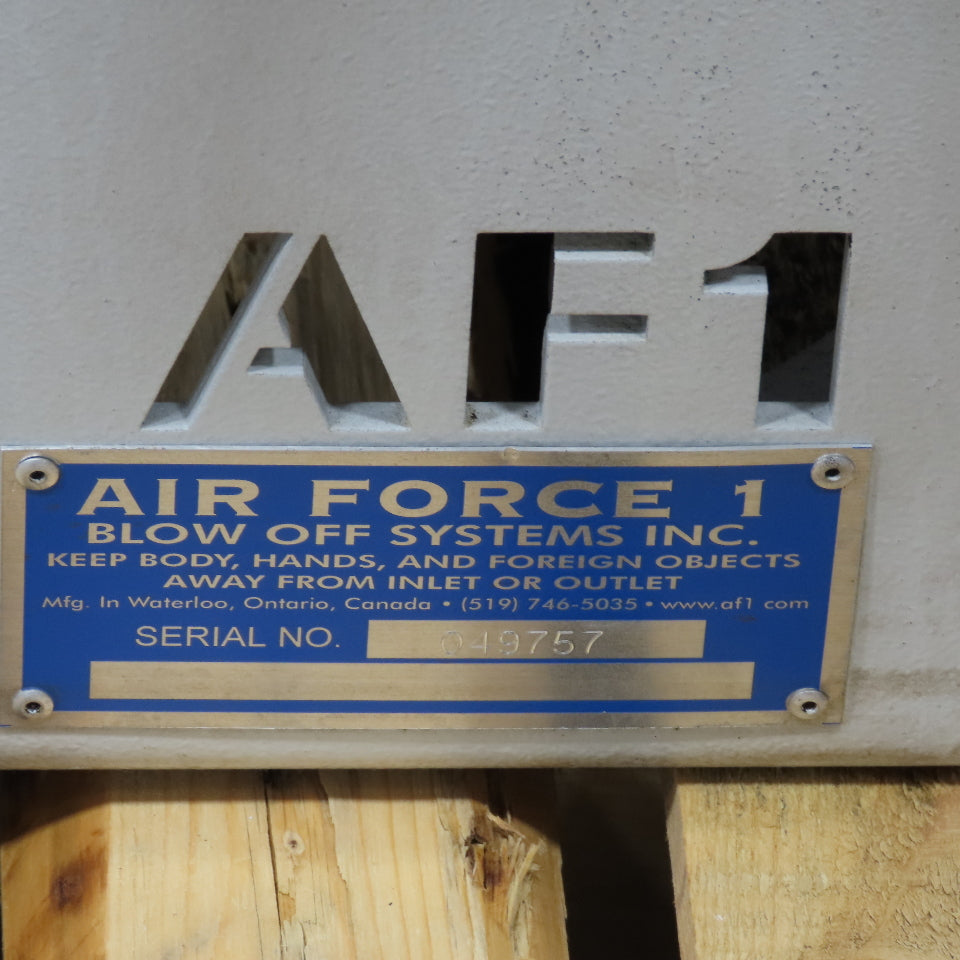 AF1
AIR FORCE 1
BLOW OFF SYSTEMS INC.
KEEP BODY, HANDS, AND FOREIGN OBJECTS
AWAY FROM INLET OR OUTLET
Mfg. In Waterloo, Ontario, Canada • (519) 746-5035 • www.af1 com
SERIAL NO. 049757